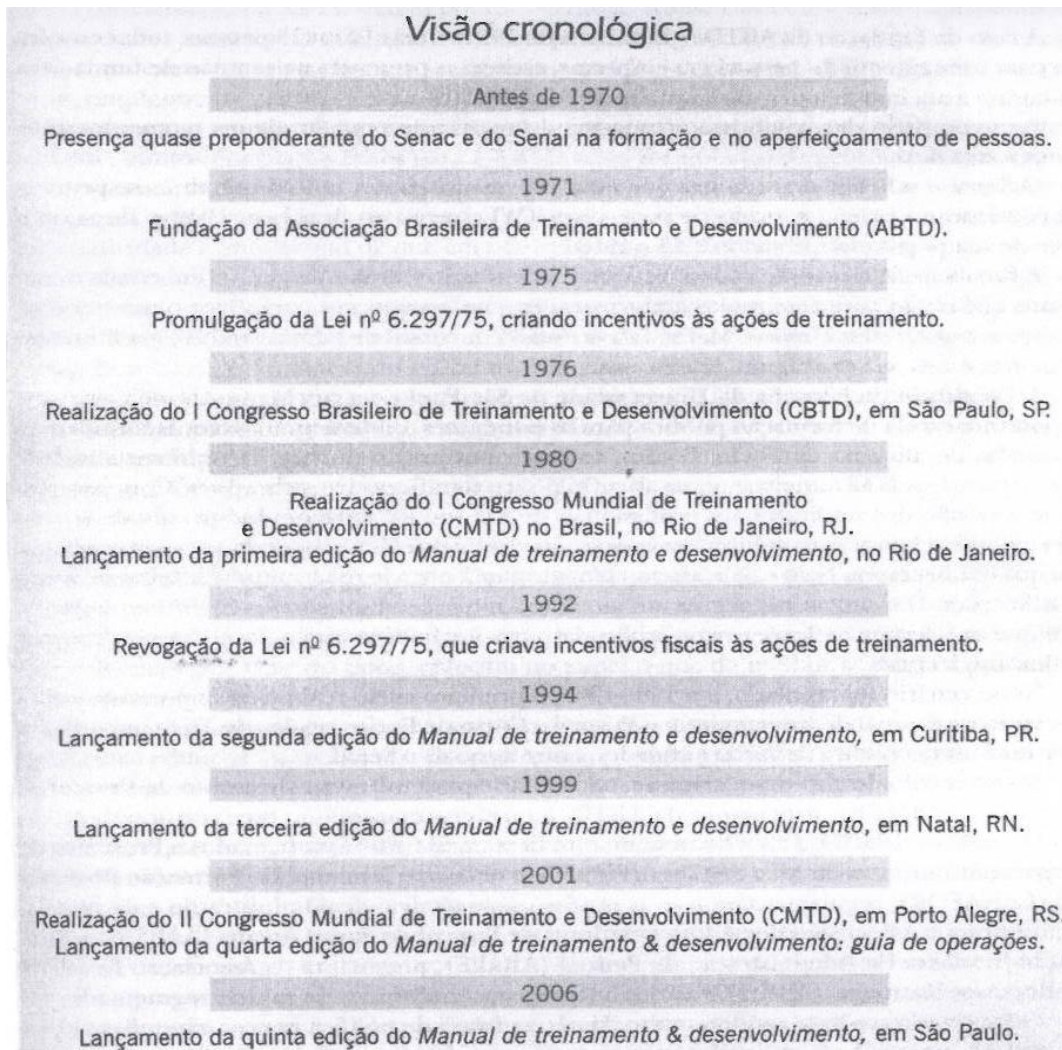 Visão cronológica
Antes de 1970
Presença quase preponderante do Senac e do Senai na formação e no aperfeiçoamento de pessoas.
1971
Fundação da Associação Brasileira de Treinamento e Desenvolvimento (ABTD).
1975
Promulgação da Lei nº 6.297/75, criando incentivos às ações de treinamento.
1976
Realização do I Congresso Brasileiro de Treinamento e Desenvolvimento (CBTD), em São Paulo, SP.
1980
Realização do I Congresso Mundial de Treinamento
e Desenvolvimento (CMTD) no Brasil, no Rio de Janeiro, RJ.
Lançamento da primeira edição do Manual de treinamento e desenvolvimento, no Rio de Janeiro.
1992
Revogação da Lei nº 6.297/75, que criava incentivos fiscais às ações de treinamento.
1994
Lançamento da segunda edição do Manual de treinamento e desenvolvimento, em Curitiba, PR.
1999
Lançamento da terceira edição do Manual de treinamento e desenvolvimento, em Natal, RN.
2001
Realização do II Congresso Mundial de Treinamento e Desenvolvimento (CMTD), em Porto Alegre, RS.
Lançamento da quarta edição do Manual de treinamento & desenvolvimento: guia de operações.
2006
Lançamento da quinta edição do Manual de treinamento & desenvolvimento, em São Paulo.